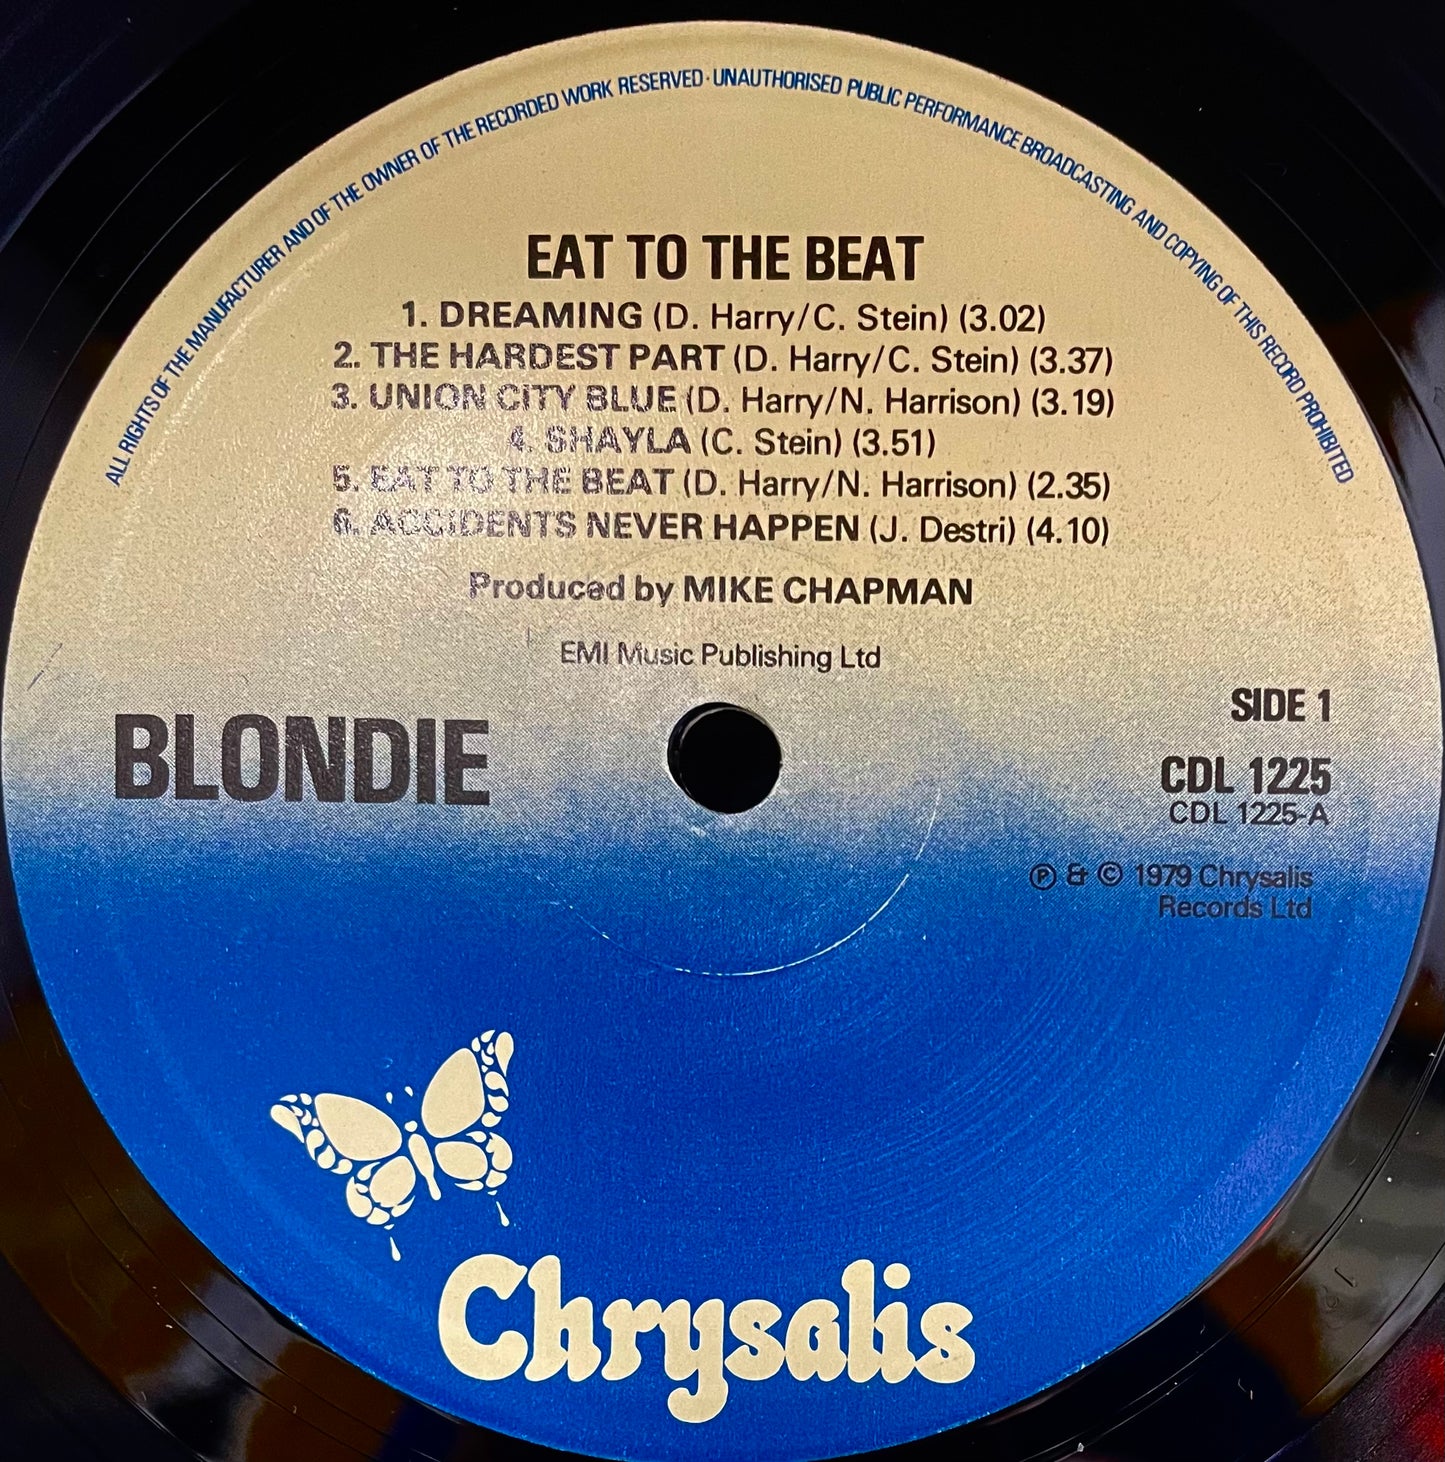 ALL RIGHTS OF THE MANUFACTURER AND OF THE OWNER OF THE RECORDED WORK RESERVED · UNAUTHORISED PUBLIC PERFORMANCE BROADCASTING AND COPYING OF THIS RECORD PROHIBITED
EAT TO THE BEAT
1. DREAMING (D. Harry/C. Stein) (3.02)
2. THE HARDEST PART (D. Harry/C. Stein) (3.37)
3. UNION CITY BLUE (D. Harry/N. Harrison) (3.19)
4. SHAYLA (C. Stein) (3.51)
5. EAT TO THE BEAT (D. Harry/N. Harrison) (2.35)
6. ACCIDENTS NEVER HAPPEN (J. Destri) (4.10)
Produced by MIKE CHAPMAN
EMI Music Publishing Ltd
BLONDIE
SIDE 1
CDL 1225
CDL 1225-A
Ⓟ & © 1979 Chrysalis
Records Ltd
Chrysalis